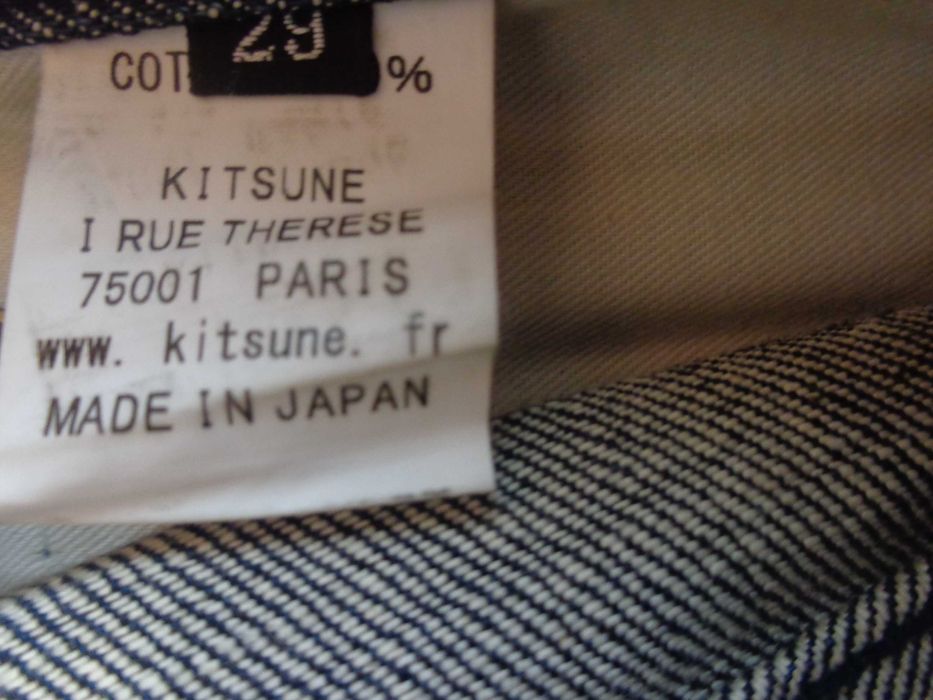 29
COT %
KITSUNE
I RUE THERESE
75001 PARIS
www. kitsune. fr
MADE IN JAPAN